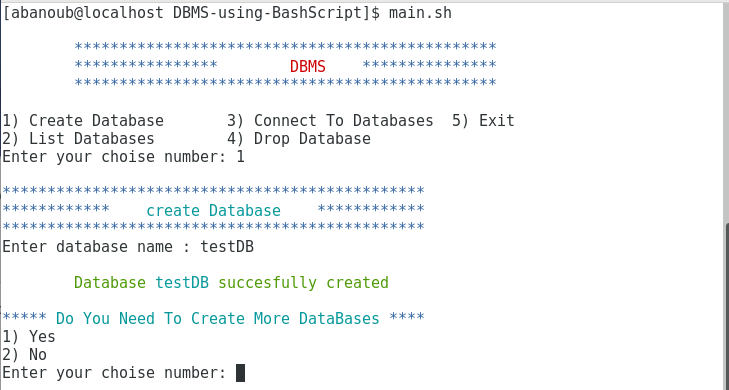 [abanoub@localhost DBMS-using-BashScript]$ main.sh
***********************************************
****************        DBMS    ***************
***********************************************
1) Create Database       3) Connect To Databases  5) Exit
2) List Databases        4) Drop Database
Enter your choise number: 1
***********************************************
************    create Database    ************
***********************************************
Enter database name : testDB
Database testDB succesfully created
***** Do You Need To Create More DataBases ****
1) Yes
2) No
Enter your choise number: